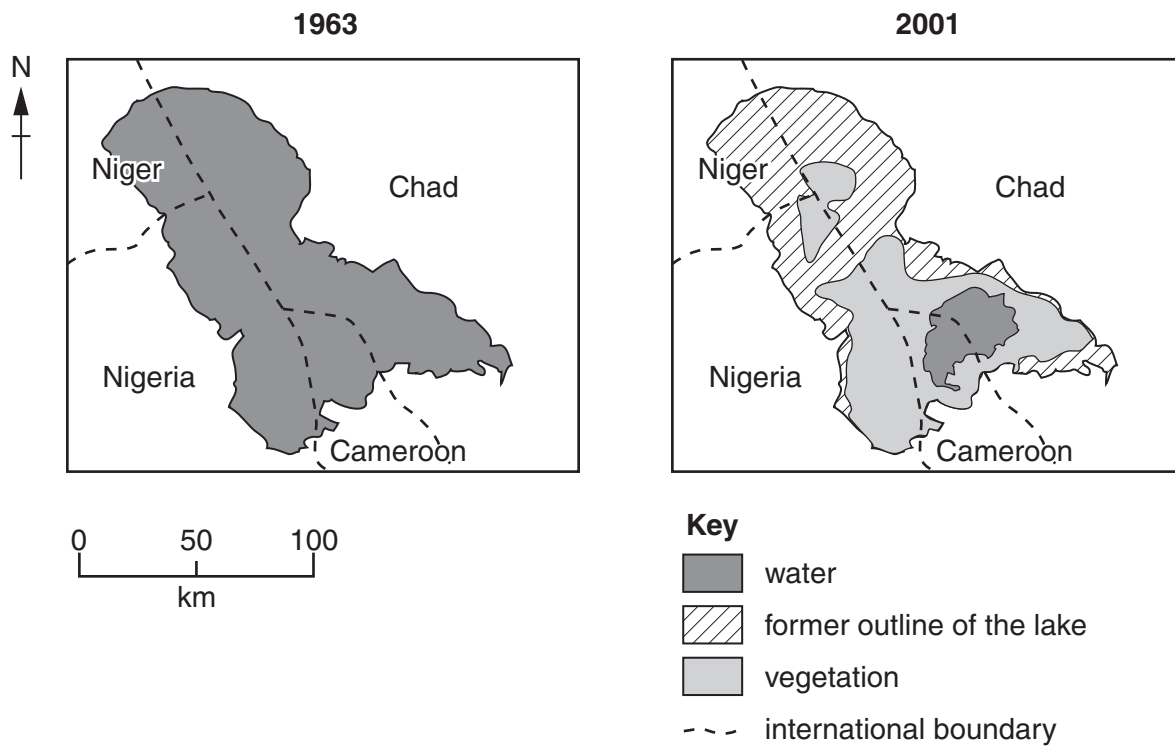 1963
N
Niger
Chad
Nigeria
Cameroon
0 50 100
km
2001
Niger
Chad
Nigeria
Cameroon
Key
water
former outline of the lake
vegetation
international boundary